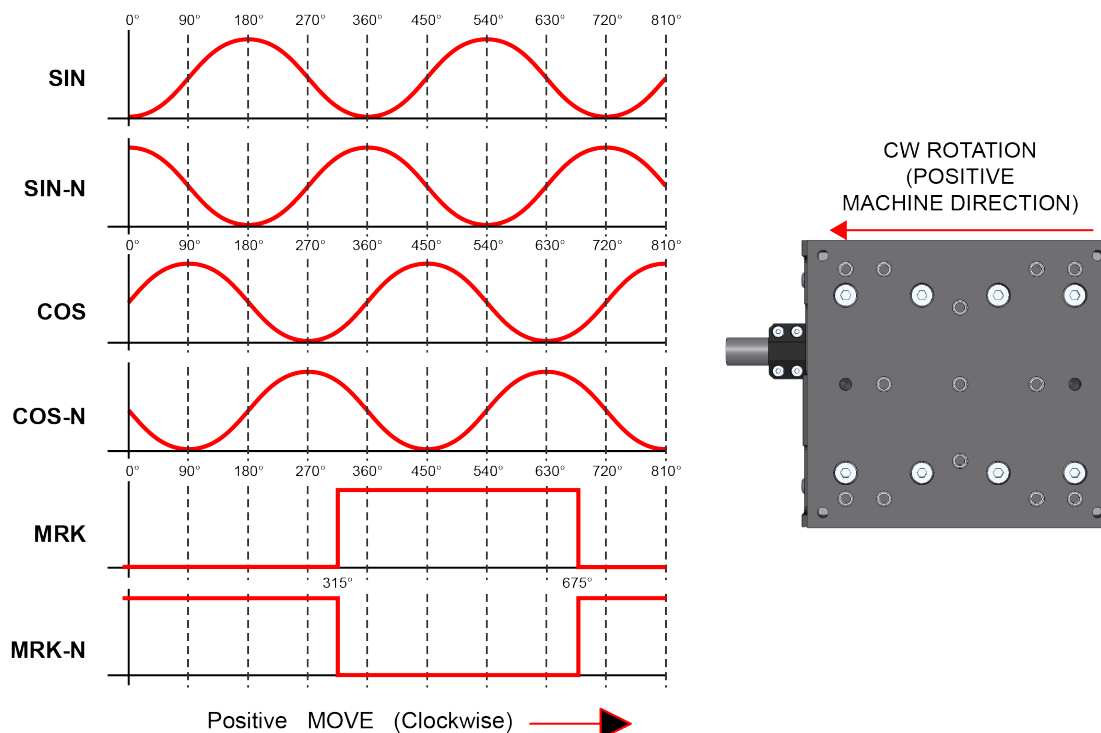 0° 90° 180° 270° 360° 450° 540° 630° 720° 810°
SIN
SIN-N
0° 90° 180° 270° 360° 450° 540° 630° 720° 810°
COS
COS-N
0° 90° 180° 270° 360° 450° 540° 630° 720° 810°
MRK
315° 675°
MRK-N
Positive MOVE (Clockwise)
CW ROTATION
(POSITIVE
MACHINE DIRECTION)